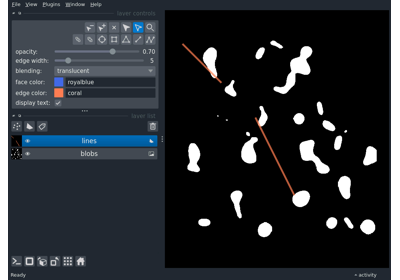 File View Plugins Window Help
layer controls
opacity: 0.70
edge width: 5
blending: translucent
face color: royalblue
edge color: coral
display text:
layer list
lines
blobs
Ready
activity